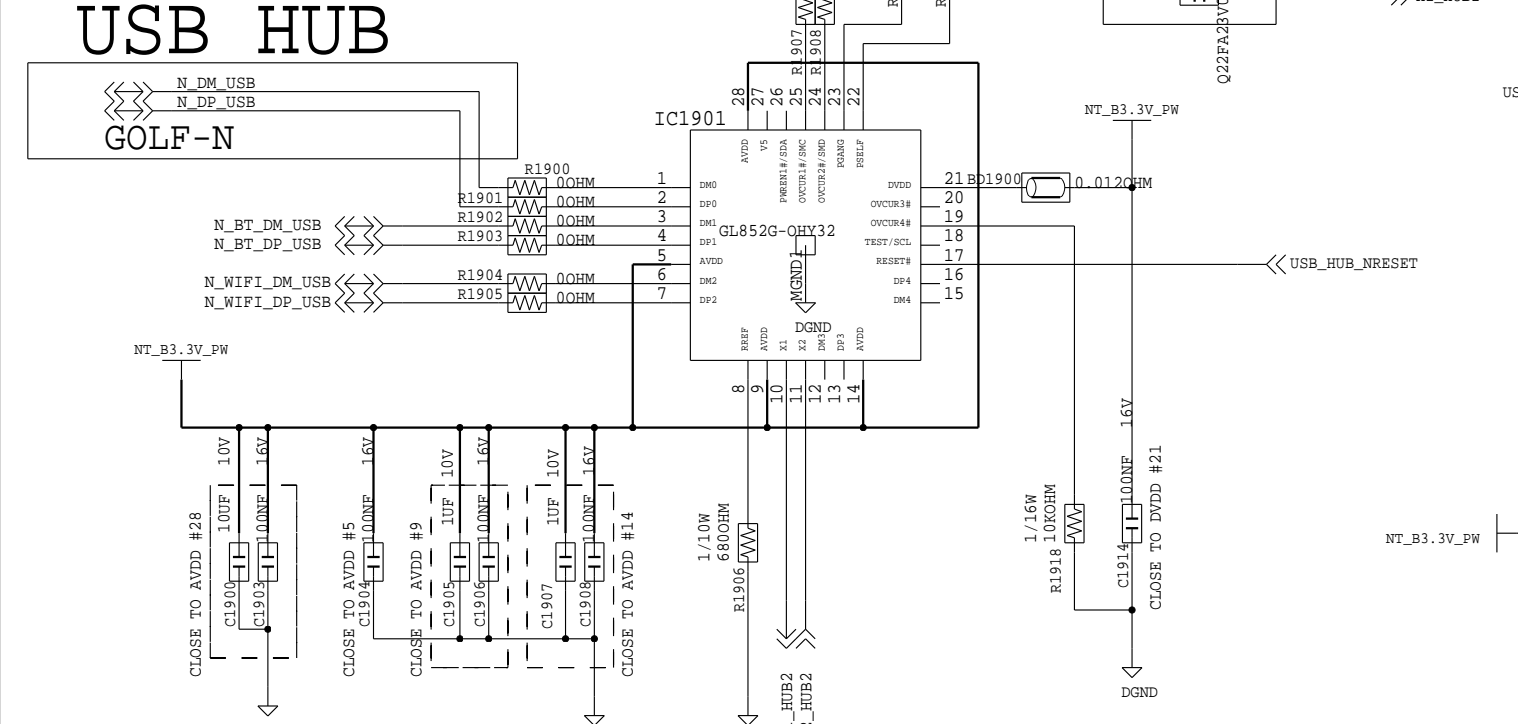 USB HUB
N_DM_USB
N_DP_USB
GOLF-N
R1907
R1908
Q22FA23V
NT_B3.3V_PW
IC1901
28
27
26
25
24
23
22
AVDD
V5
PWREN1#/SDA
OVCUR1#/SMC
OVCUR2#/SMD
PGANG
PSELF
R1900
0OHM
1
DM0
R1901
0OHM
2
DP0
N_BT_DM_USB
R1902
0OHM
3
DM1
N_BT_DP_USB
R1903
0OHM
4
DP1
5
AVDD
N_WIFI_DM_USB
R1904
0OHM
6
DM2
N_WIFI_DP_USB
R1905
0OHM
7
DP2
GL852G-OHY32
MGND1
DGND
DVDD
21
BD1900
0.012OHM
OVCUR3#
20
OVCUR4#
19
TEST/SCL
18
RESET#
17
USB_HUB_NRESET
DP4
16
DM4
15
RREF
AVDD
X1
X2
DM3
DP3
AVDD
8
9
10
11
12
13
14
NT_B3.3V_PW
CLOSE TO AVDD #28
10V
10UF
C1900
16V
100NF
C1903
CLOSE TO AVDD #5
16V
100NF
C1904
CLOSE TO AVDD #9
10V
1UF
C1905
16V
100NF
C1906
10V
1UF
C1907
16V
100NF
C1908
CLOSE TO AVDD #14
1/10W
680OHM
R1906
_HUB2
_HUB2
1/16W
10KOHM
R1918
16V
100NF
C1914
CLOSE TO DVDD #21
DGND
NT_B3.3V_PW
US